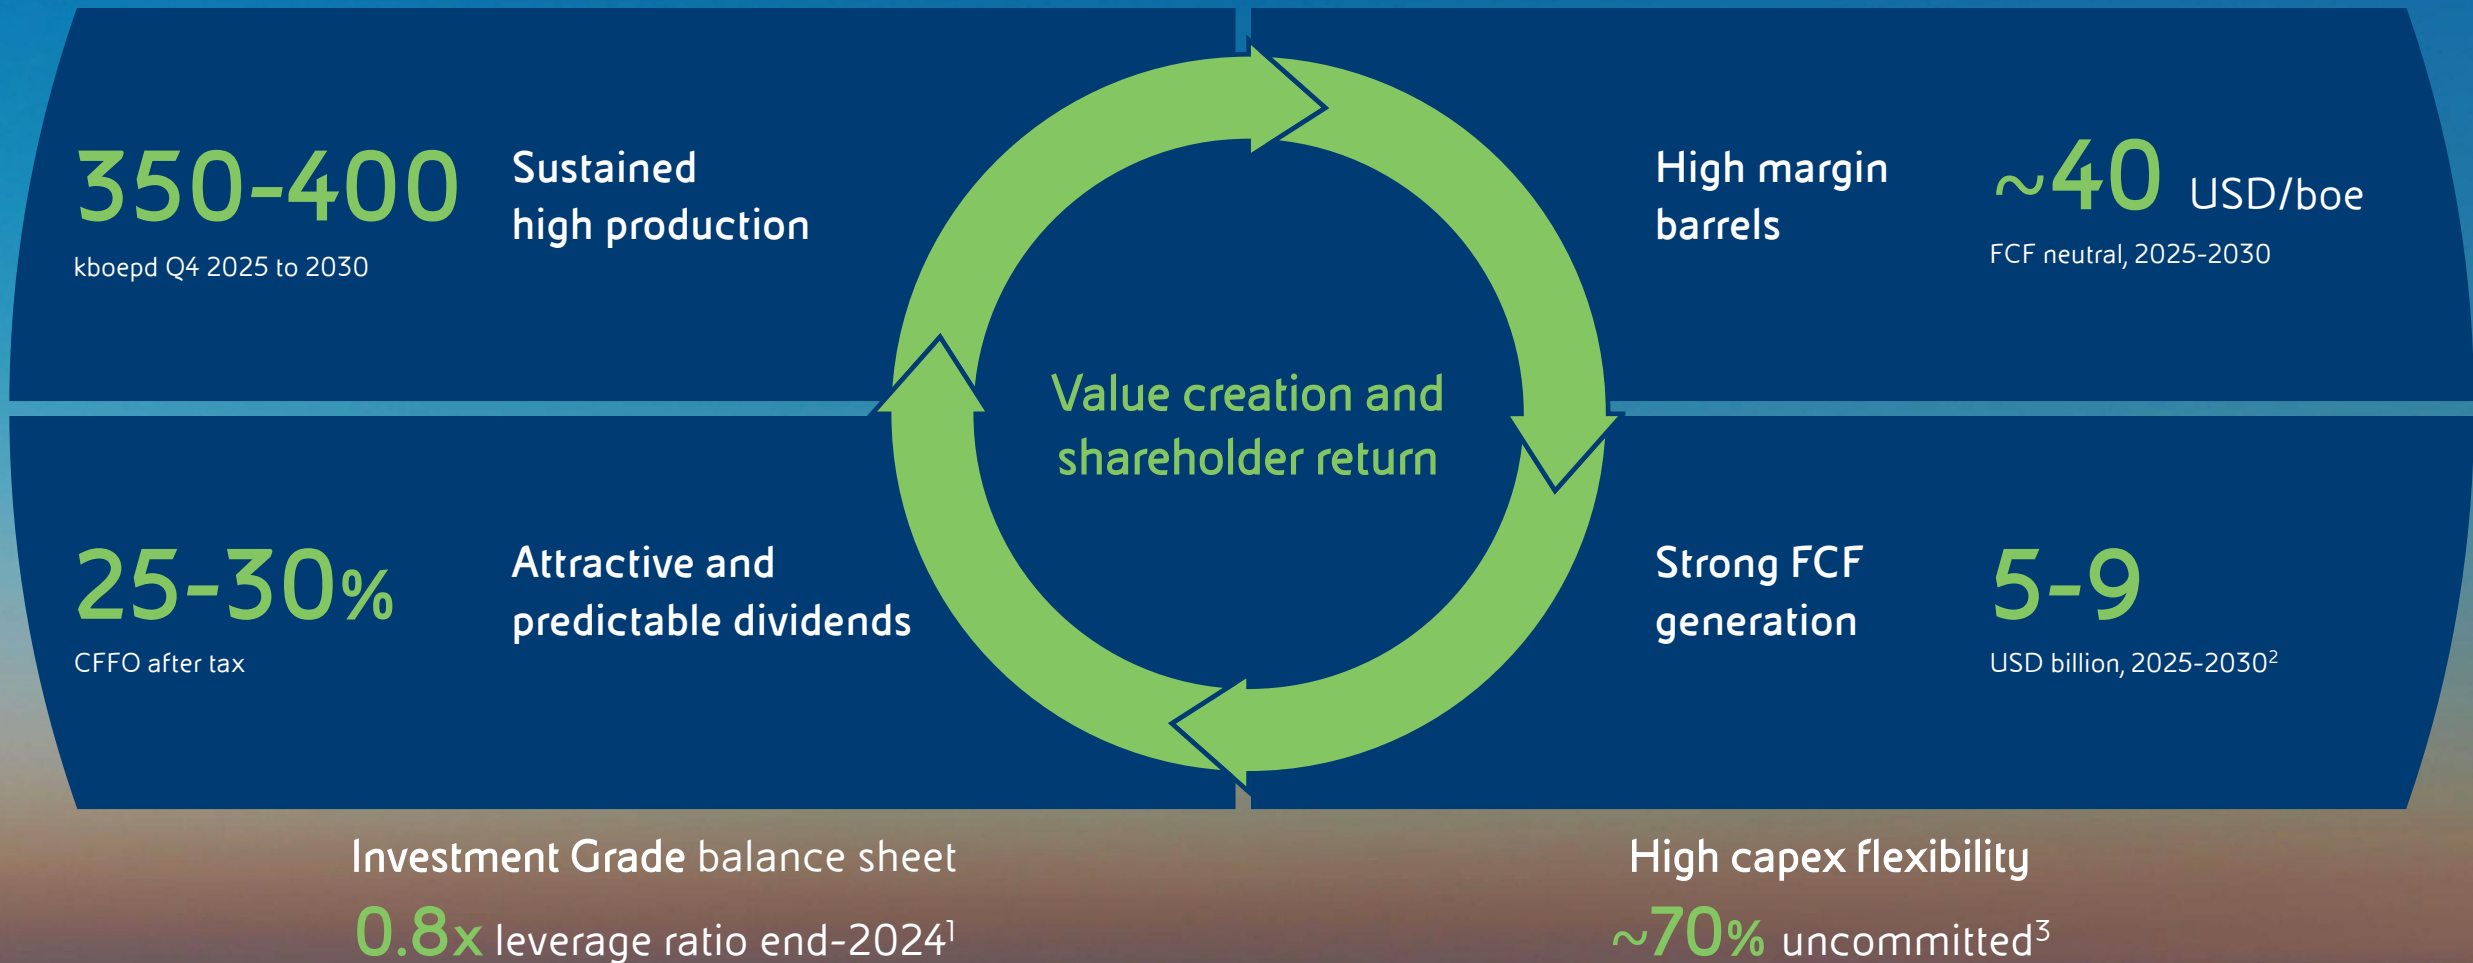 350-400
kboepd Q4 2025 to 2030
Sustained
high production
High margin
barrels
~40 USD/boe
FCF neutral, 2025-2030
Value creation and
shareholder return
25-30%
CFFO after tax
Attractive and
predictable dividends
Strong FCF
generation
5-9
USD billion, 2025-2030²
Investment Grade balance sheet
0.8x leverage ratio end-2024¹
High capex flexibility
~70% uncommitted³